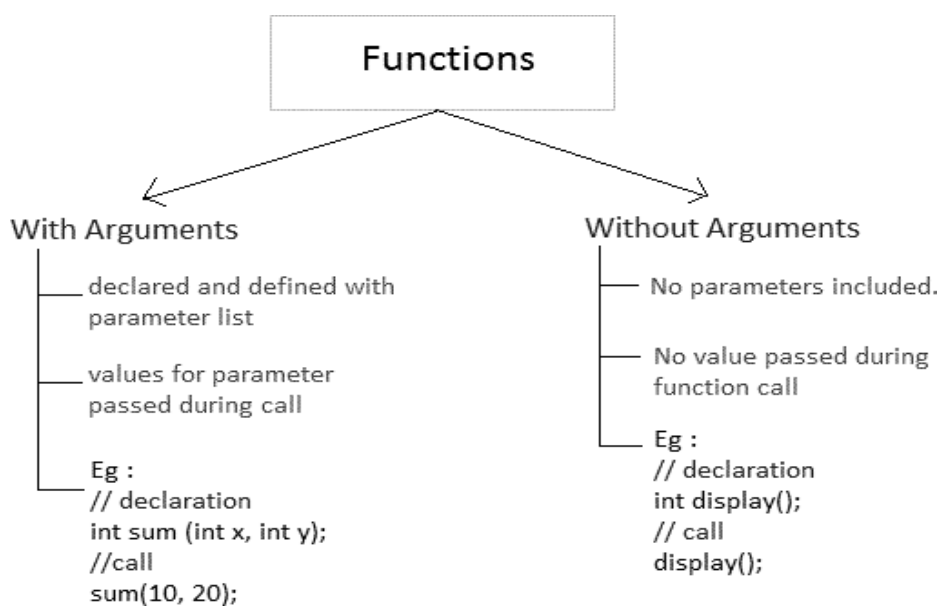 Functions
With Arguments
declared and defined with
parameter list
values for parameter
passed during call
Eg :
// declaration
int sum (int x, int y);
//call
sum(10, 20);
Without Arguments
No parameters included.
No value passed during
function call
Eg :
// declaration
int display();
// call
display();